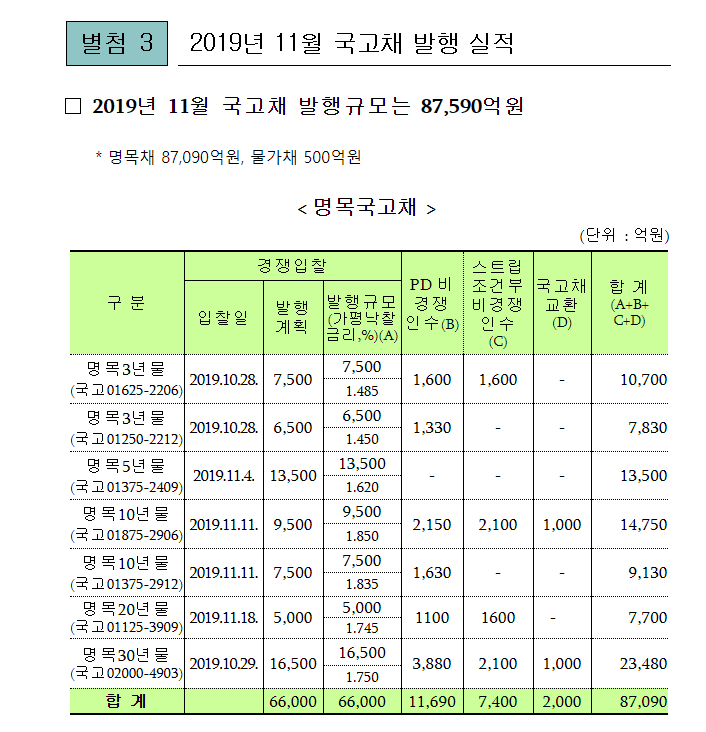 별첨 3
2019년 11월 국고채 발행 실적
□ 2019년 11월 국고채 발행규모는 87,590억원
* 명목채 87,090억원, 물가채 500억원
< 명목국고채 >
(단위 : 억원)
구 분
경쟁입찰
입찰일
발행
계획
발행규모
(가평낙찰
금리,%)(A)
PD 비
경쟁
인수(B)
스트립
조건부
비경쟁
인수
(C)
국고채
교환
(D)
합 계
(A+B+
C+D)
명목3년물
(국고01625-2206)
2019.10.28.
7,500
7,500
1.485
1,600
1,600
-
10,700
명목3년물
(국고01250-2212)
2019.10.28.
6,500
6,500
1.450
1,330
-
-
7,830
명목5년물
(국고01375-2409)
2019.11.4.
13,500
13,500
1.620
-
-
-
13,500
명목10년물
(국고01875-2906)
2019.11.11.
9,500
9,500
1.850
2,150
2,100
1,000
14,750
명목10년물
(국고01375-2912)
2019.11.11.
7,500
7,500
1.835
1,630
-
-
9,130
명목20년물
(국고01125-3909)
2019.11.18.
5,000
5,000
1.745
1100
1600
-
7,700
명목30년물
(국고02000-4903)
2019.10.29.
16,500
16,500
1.750
3,880
2,100
1,000
23,480
합 계
66,000
66,000
11,690
7,400
2,000
87,090